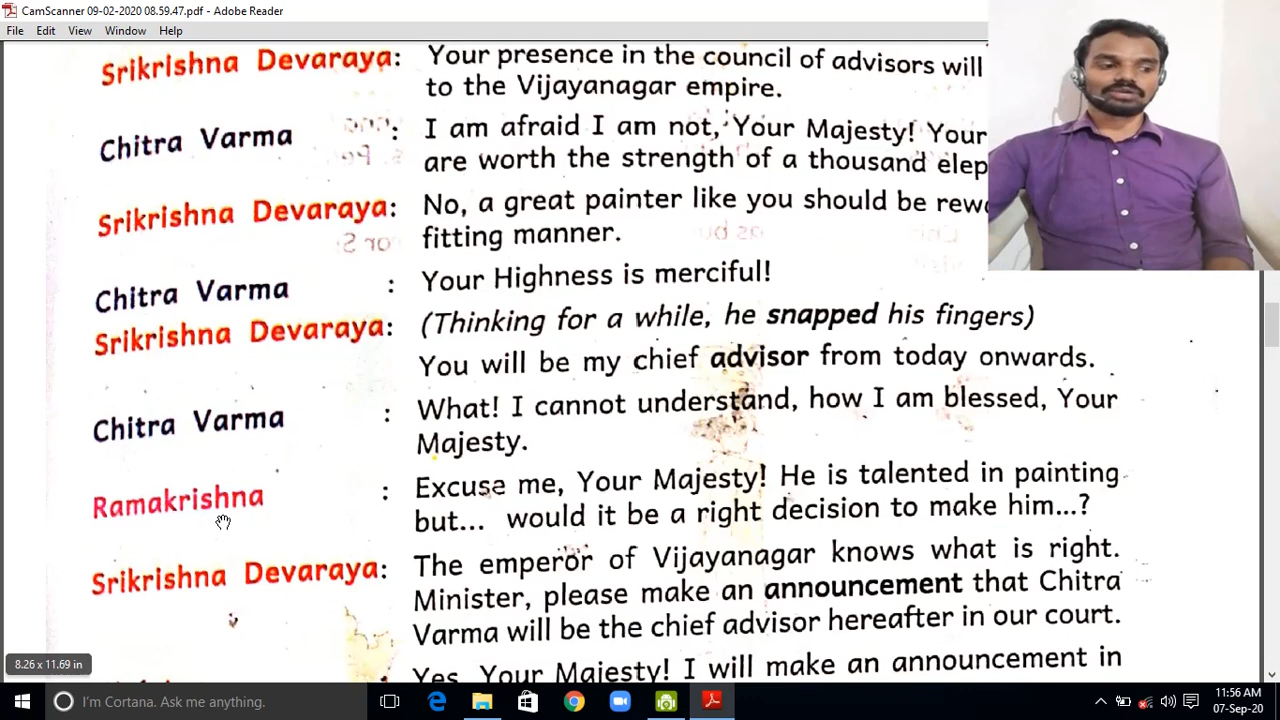 CamScanner 09-02-2020 08.59.47.pdf - Adobe Reader
File Edit View Window Help
Srikrishna Devaraya: Your presence in the council of advisors will
to the Vijayanagar empire.
Chitra Varma : I am afraid I am not, Your Majesty! Your
are worth the strength of a thousand
Srikrishna Devaraya: No, a great painter like you should be
fitting manner.
Chitra Varma : Your Highness is merciful!
Srikrishna Devaraya: (Thinking for a while, he snapped his fingers)
You will be my chief advisor from today onwards.
Chitra Varma : What! I cannot understand, how I am blessed, Your
Majesty.
Ramakrishna : Excuse me, Your Majesty! He is talented in painting
but... would it be a right decision to make him...?
Srikrishna Devaraya: The emperor of Vijayanagar knows what is right.
Minister, please make an announcement that Chitra
Varma will be the chief advisor hereafter in our court.
Yes, Your Majesty! I will make an announcement in
8.26 x 11.69 in
I'm Cortana. Ask me anything.
11:56 AM
07-Sep-20